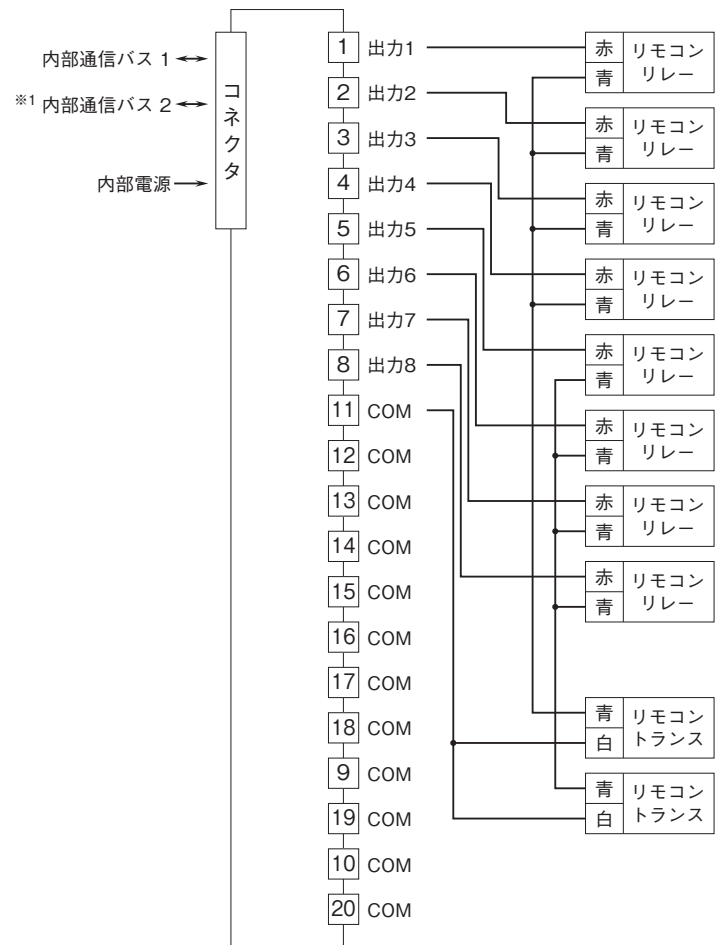 内部通信バス 1
※1 内部通信バス 2
内部電源
コネクタ
1 出力1
2 出力2
3 出力3
4 出力4
5 出力5
6 出力6
7 出力7
8 出力8
11 COM
12 COM
13 COM
14 COM
15 COM
16 COM
17 COM
18 COM
9 COM
19 COM
10 COM
20 COM
赤 リモコン
青 リレー
赤 リモコン
青 リレー
赤 リモコン
青 リレー
赤 リモコン
青 リレー
赤 リモコン
青 リレー
赤 リモコン
青 リレー
赤 リモコン
青 リレー
赤 リモコン
青 リレー
青 リモコン
白 トランス
青 リモコン
白 トランス